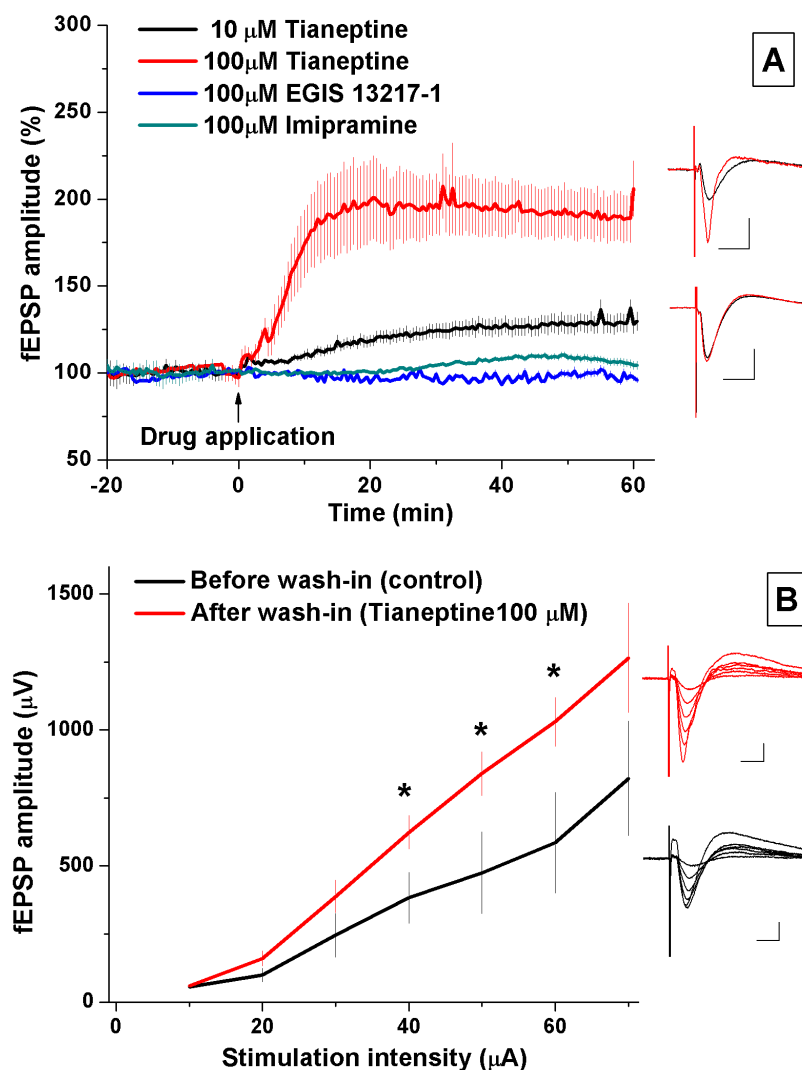 300
250
200
150
100
50
fEPSP amplitude (%)
10 μM Tianeptine
100μM Tianeptine
100μM EGIS 13217-1
100μM Imipramine
A
Drug application
-20 0 20 40 60
Time (min)
1500
1000
500
0
fEPSP amplitude (μV)
Before wash-in (control)
After wash-in (Tianeptine100 μM)
B
* * *
0 20 40 60
Stimulation intensity (μA)